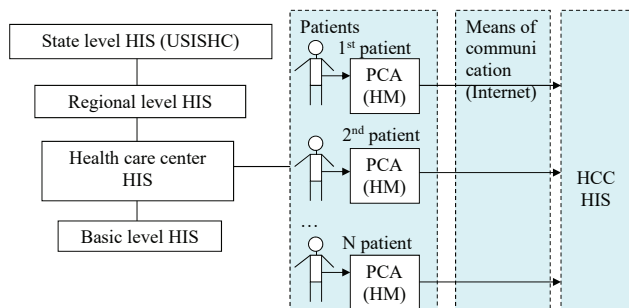 State level HIS (USISHC)
Regional level HIS
Health care center
HIS
Basic level HIS
Patients
1st patient
PCA
(HM)
2nd patient
PCA
(HM)
...
N patient
PCA
(HM)
Means of
communi
cation
(Internet)
HCC
HIS